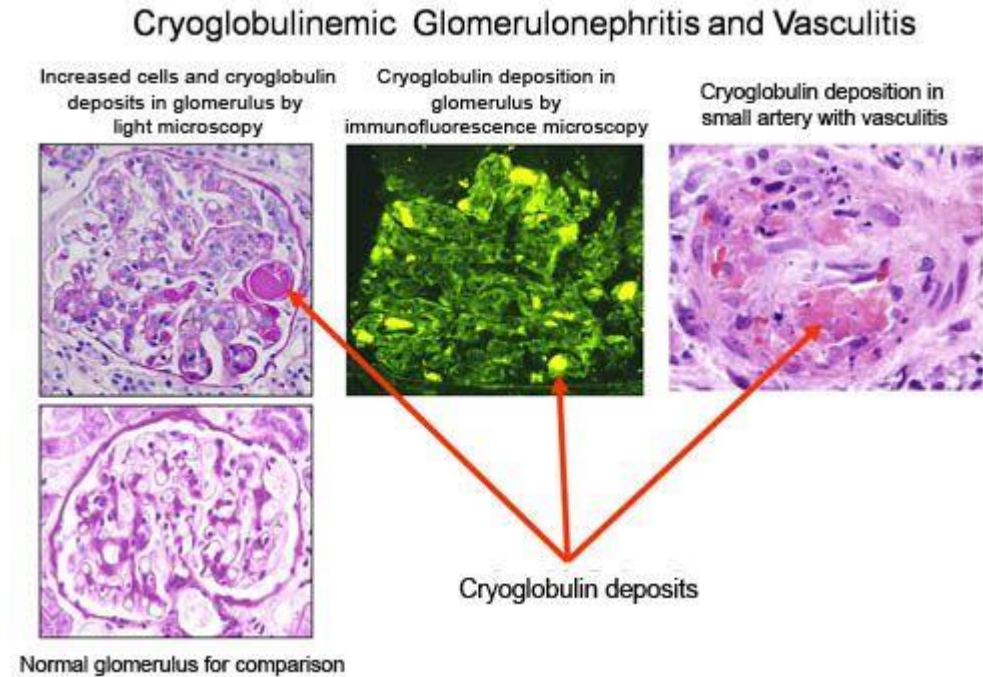 Cryoglobulinemic Glomerulonephritis and Vasculitis
Increased cells and cryoglobulin
deposits in glomerulus by
light microscopy
Cryoglobulin deposition in
glomerulus by
immunofluorescence microscopy
Cryoglobulin deposition in
small artery with vasculitis
Cryoglobulin deposits
Normal glomerulus for comparison